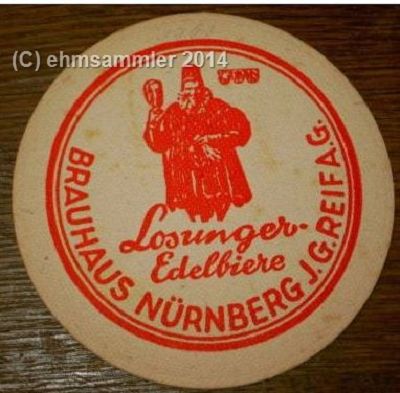 (C) ehmsammler 2014
Losunger-
Edelbiere
BRAUHAUS NÜRNBERG J.G.REIF A.G.